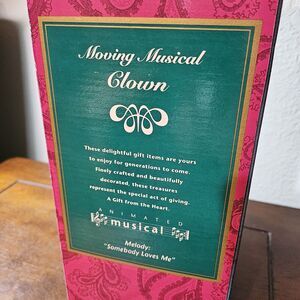 Moving Musical
Clown
These delightful gift items are yours
to enjoy for generations to come.
Finely crafted and beautifully
decorated, these treasures
represent the special act of giving.
A Gift from the Heart.
ANIMATED
musical
Melody:
"Somebody Loves Me"